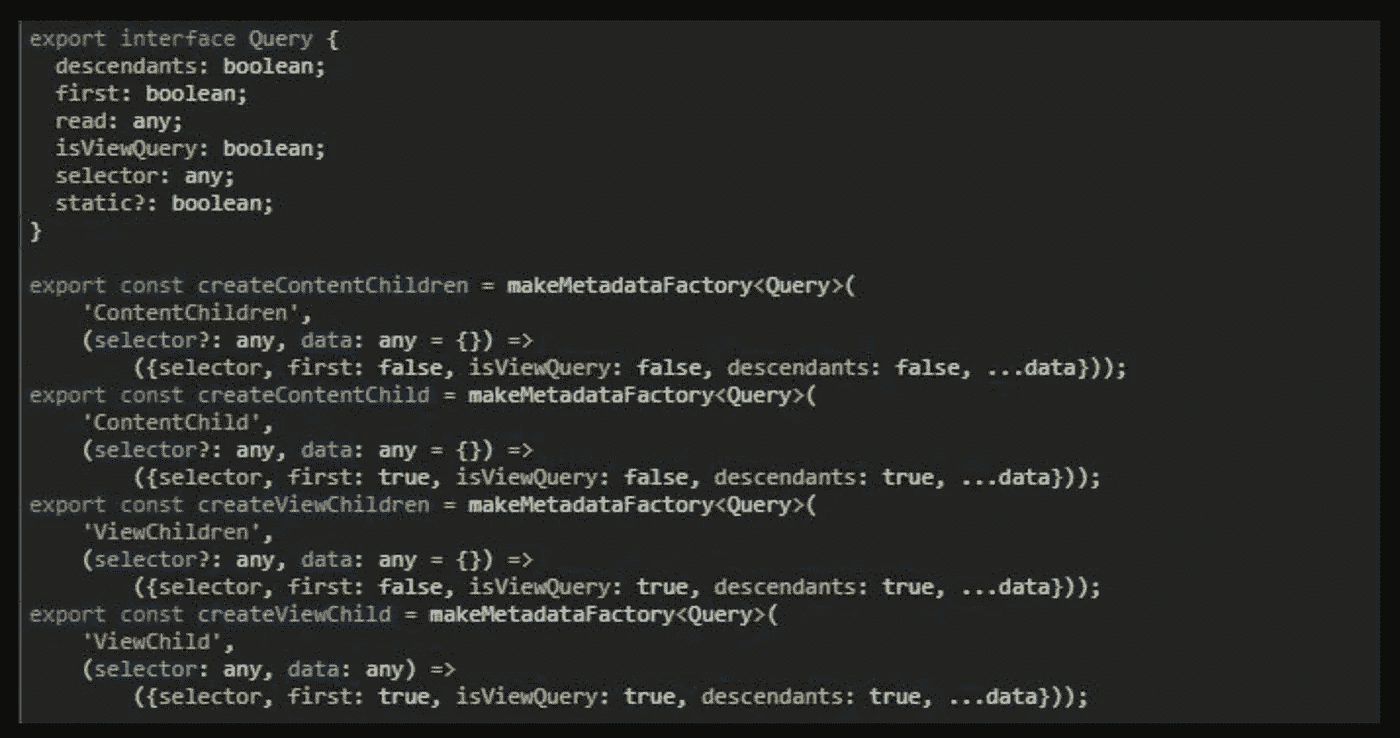 export interface Query {
  descendants: boolean;
  first: boolean;
  read: any;
  isViewQuery: boolean;
  selector: any;
  static?: boolean;
}

export const createContentChildren = makeMetadataFactory<Query>(
    'ContentChildren',
    (selector?: any, data: any = {}) =>
        ({selector, first: false, isViewQuery: false, descendants: false, ...data}));
export const createContentChild = makeMetadataFactory<Query>(
    'ContentChild',
    (selector?: any, data: any = {}) =>
        ({selector, first: true, isViewQuery: false, descendants: true, ...data}));
export const createViewChildren = makeMetadataFactory<Query>(
    'ViewChildren',
    (selector?: any, data: any = {}) =>
        ({selector, first: false, isViewQuery: true, descendants: true, ...data}));
export const createViewChild = makeMetadataFactory<Query>(
    'ViewChild',
    (selector: any, data: any) =>
        ({selector, first: true, isViewQuery: true, descendants: true, ...data}));